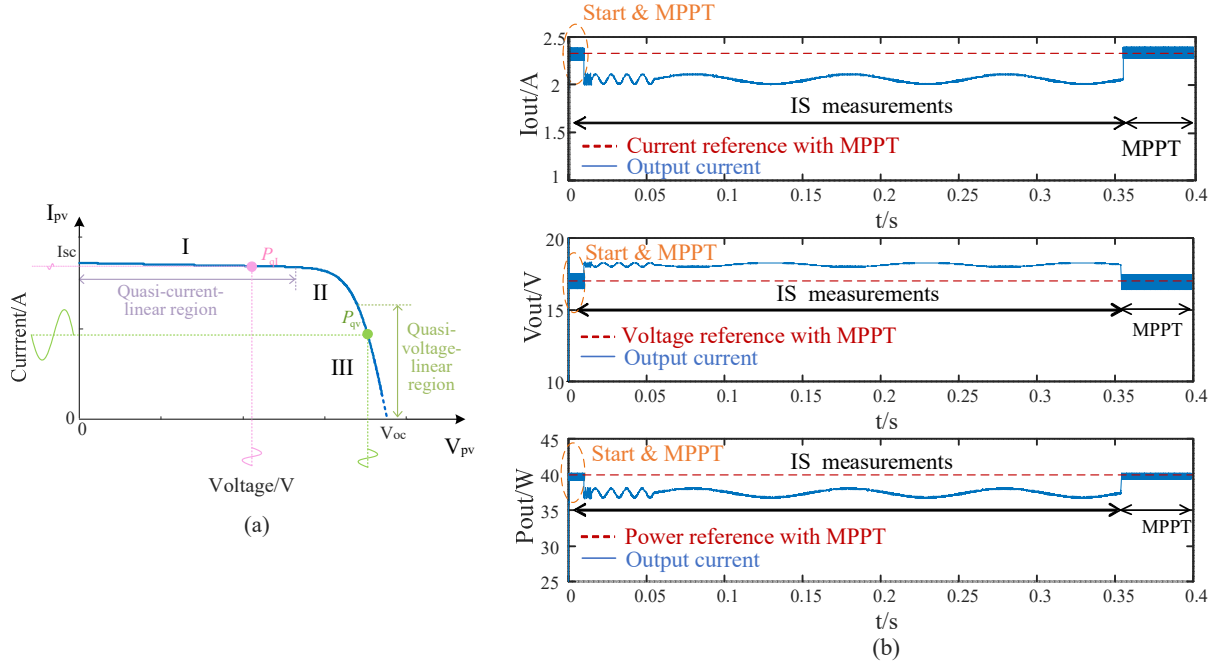 Ipv
Isc
I
Pql
II
Quasi-current-
linear region
Pqv
Quasi-
voltage-
linear
region
III
Currrent/A
0
0
Voc
Vpv
Voltage/V
(a)
Start & MPPT
2.5
2
1.5
1
Iout/A
IS measurements
MPPT
Current reference with MPPT
Output current
0 0.05 0.1 0.15 0.2 0.25 0.3 0.35 0.4
t/s
20
15
10
Vout/V
Start & MPPT
IS measurements
MPPT
Voltage reference with MPPT
Output current
0 0.05 0.1 0.15 0.2 0.25 0.3 0.35 0.4
t/s
45
40
35
30
25
Pout/W
Start & MPPT
IS measurements
MPPT
Power reference with MPPT
Output current
0 0.05 0.1 0.15 0.2 0.25 0.3 0.35 0.4
t/s
(b)